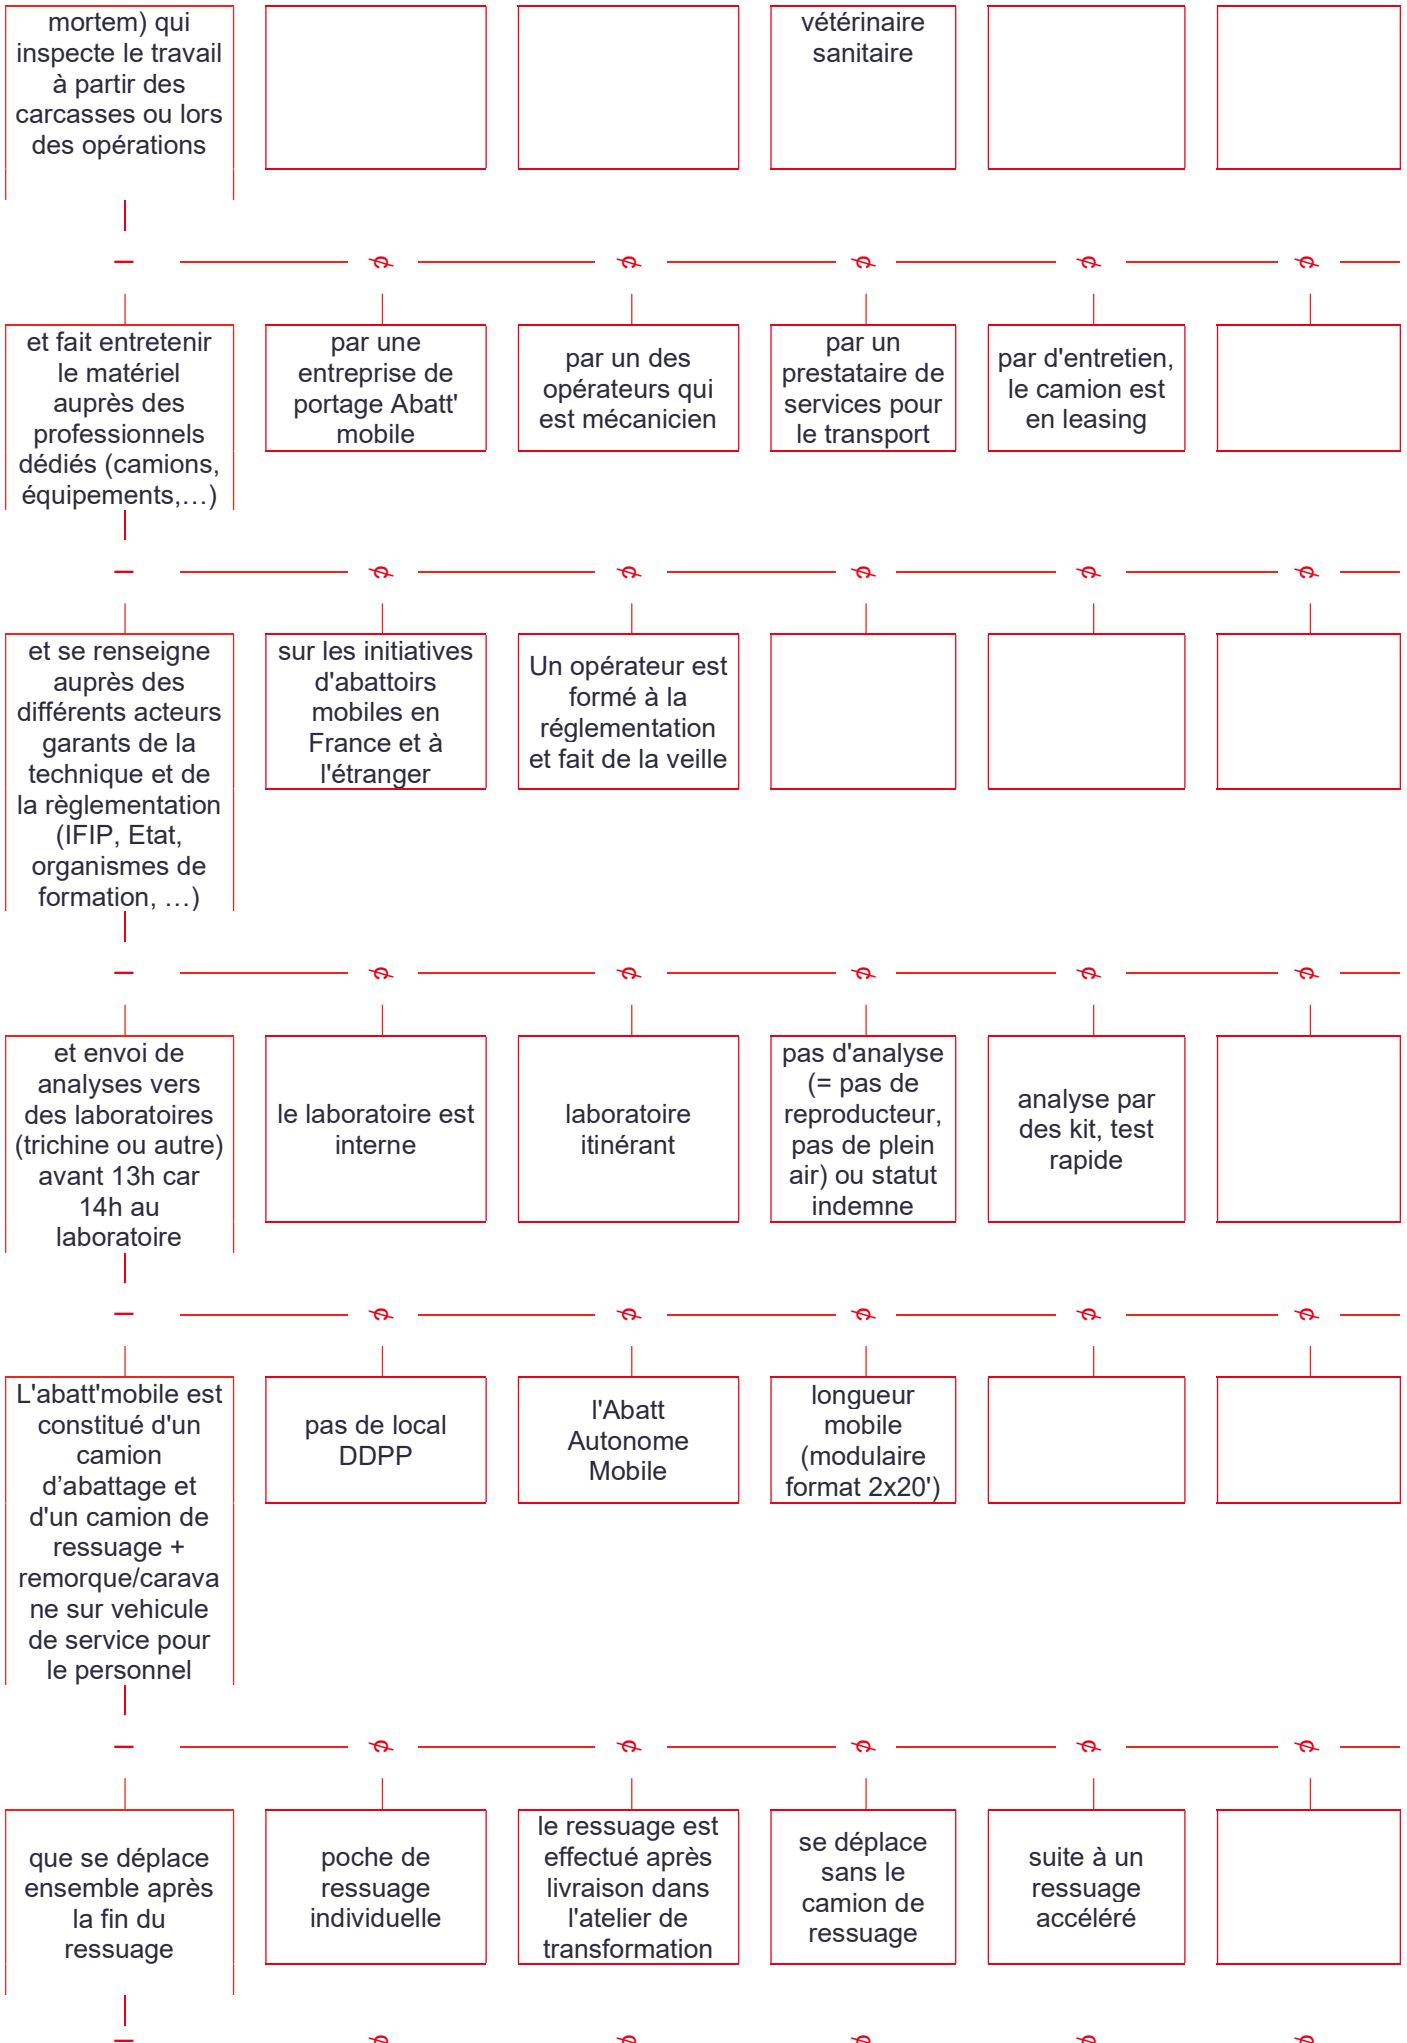 mortem) qui
inspecte le travail
à partir des
carcasses ou lors
des opérations
vétérinaire
sanitaire
et fait entretenir
le matériel
auprès des
professionnels
dédiés (camions,
équipements,…)
par une
entreprise de
portage Abatt'
mobile
par un des
opérateurs qui
est mécanicien
par un
prestataire de
services pour
le transport
par d'entretien,
le camion est
en leasing
et se renseigne
auprès des
différents acteurs
garants de la
technique et de
la règlementation
(IFIP, Etat,
organismes de
formation, …)
sur les initiatives
d'abattoirs
mobiles en
France et à
l'étranger
Un opérateur est
formé à la
réglementation
et fait de la veille
et envoi de
analyses vers
des laboratoires
(trichine ou autre)
avant 13h car
14h au
laboratoire
le laboratoire est
interne
laboratoire
itinérant
pas d'analyse
(= pas de
reproducteur,
pas de plein
air) ou statut
indemne
analyse par
des kit, test
rapide
L'abatt'mobile est
constitué d'un
camion
d’abattage et
d'un camion de
ressuage +
remorque/carava
ne sur vehicule
de service pour
le personnel
pas de local
DDPP
l'Abatt
Autonome
Mobile
longueur
mobile
(modulaire
format 2x20')
que se déplace
ensemble après
la fin du
ressuage
poche de
ressuage
individuelle
le ressuage est
effectué après
livraison dans
l'atelier de
transformation
se déplace
sans le
camion de
ressuage
suite à un
ressuage
accéléré